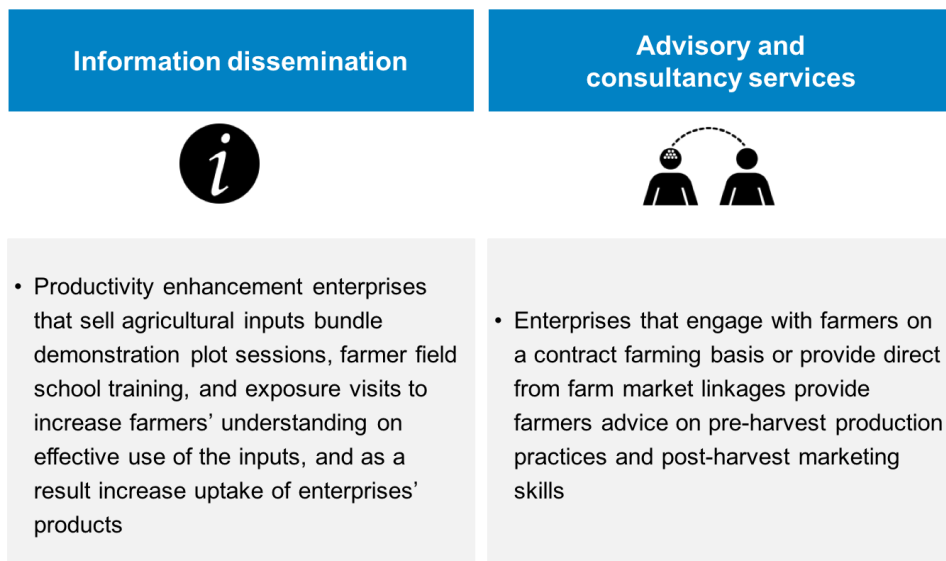 Information dissemination
Advisory and
consultancy services
i
• Productivity enhancement enterprises
that sell agricultural inputs bundle
demonstration plot sessions, farmer field
school training, and exposure visits to
increase farmers’ understanding on
effective use of the inputs, and as a
result increase uptake of enterprises’
products
• Enterprises that engage with farmers on
a contract farming basis or provide direct
from farm market linkages provide
farmers advice on pre-harvest production
practices and post-harvest marketing
skills